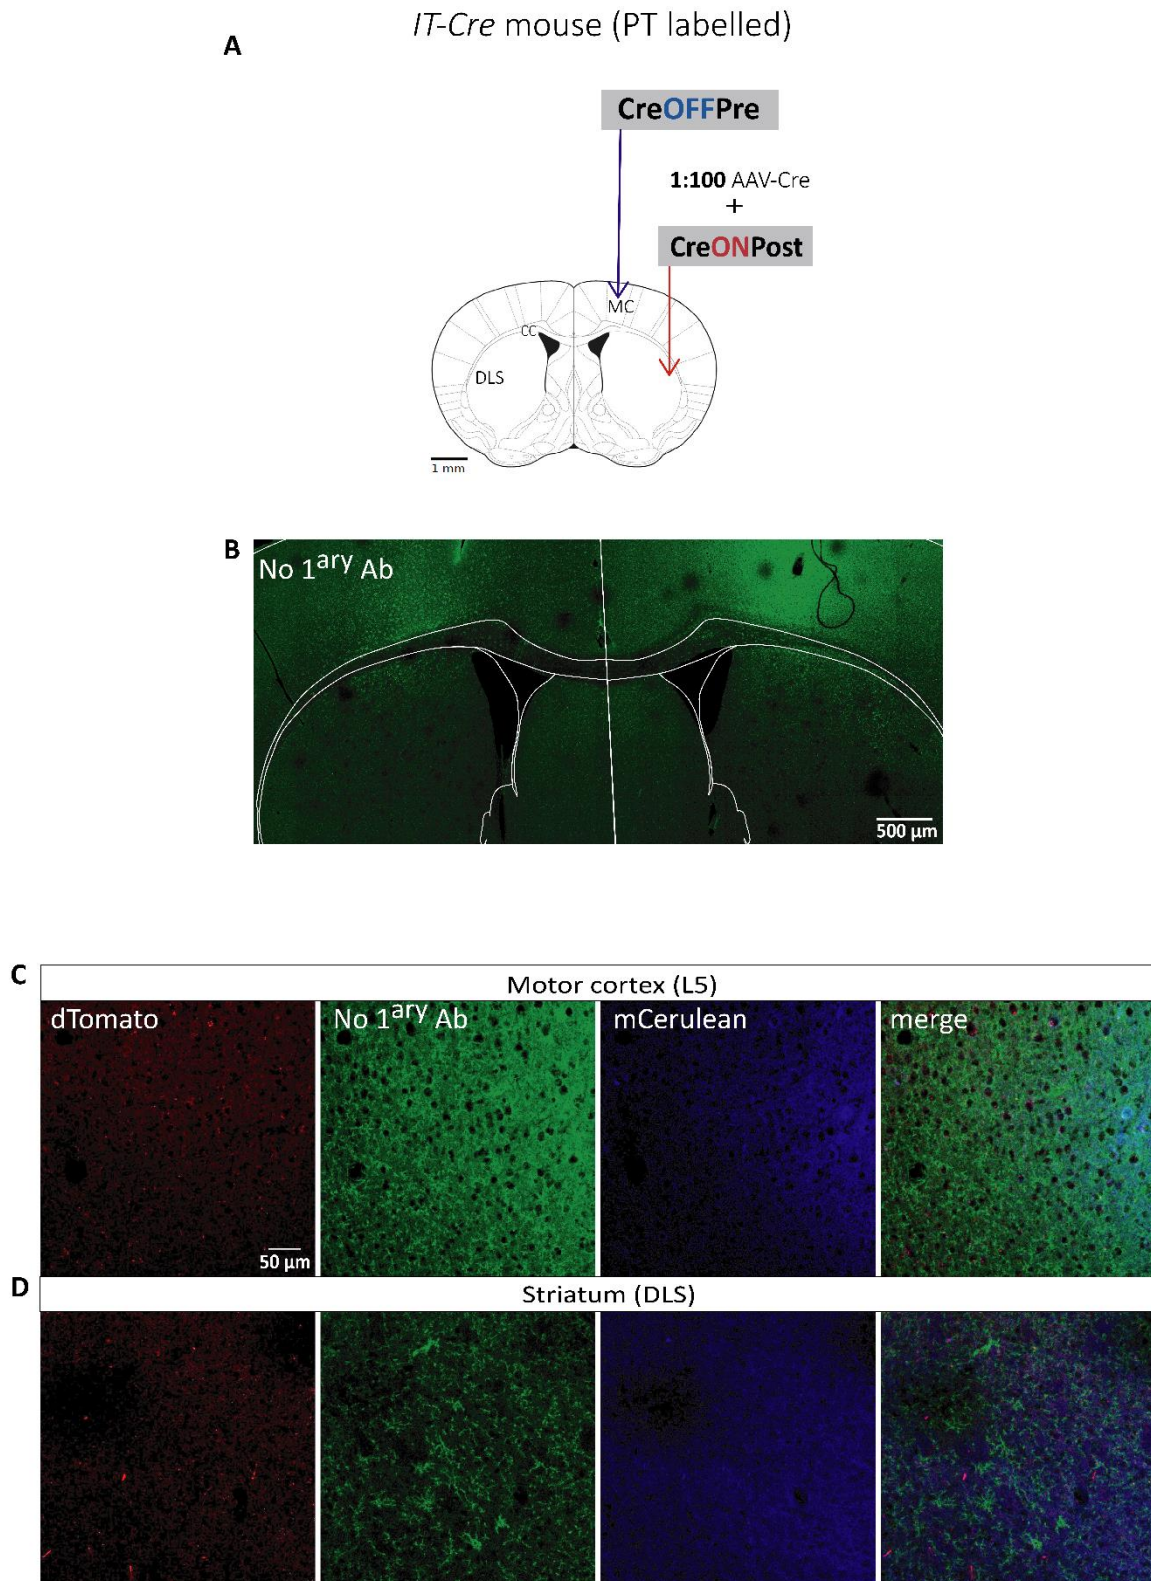 IT-Cre mouse (PT labelled)
A
CreOFFPre
1:100 AAV-Cre
+
CreONPost
MC
CC
DLS
1 mm
B
No 1ary Ab
500 µm
C
Motor cortex (L5)
dTomato
No 1ary Ab
mCerulean
merge
50 µm
D
Striatum (DLS)